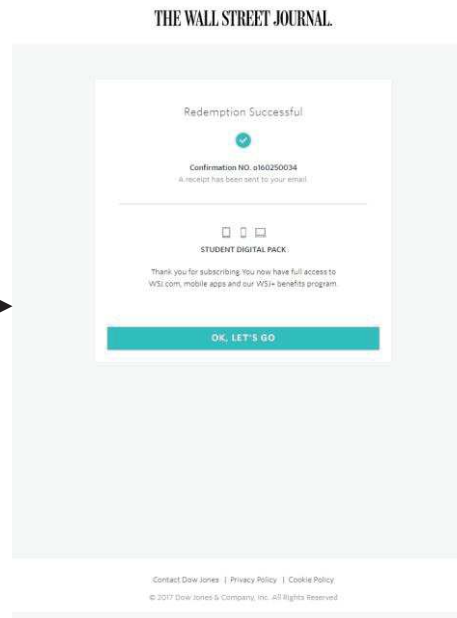 THE WALL STREET JOURNAL.
Redemption Successful
Confirmation NO. o160250034
A receipt has been sent to your email
STUDENT DIGITAL PACK
Thank you for subscribing.You now have full access to
WSJ.com, mobile apps and our WSJ+ benefits program.
OK, LET'S GO
Contact Dow Jones | Privacy Policy | Cookie Policy
© 2017 Dow Jones & Company, Inc. All Rights Reserved